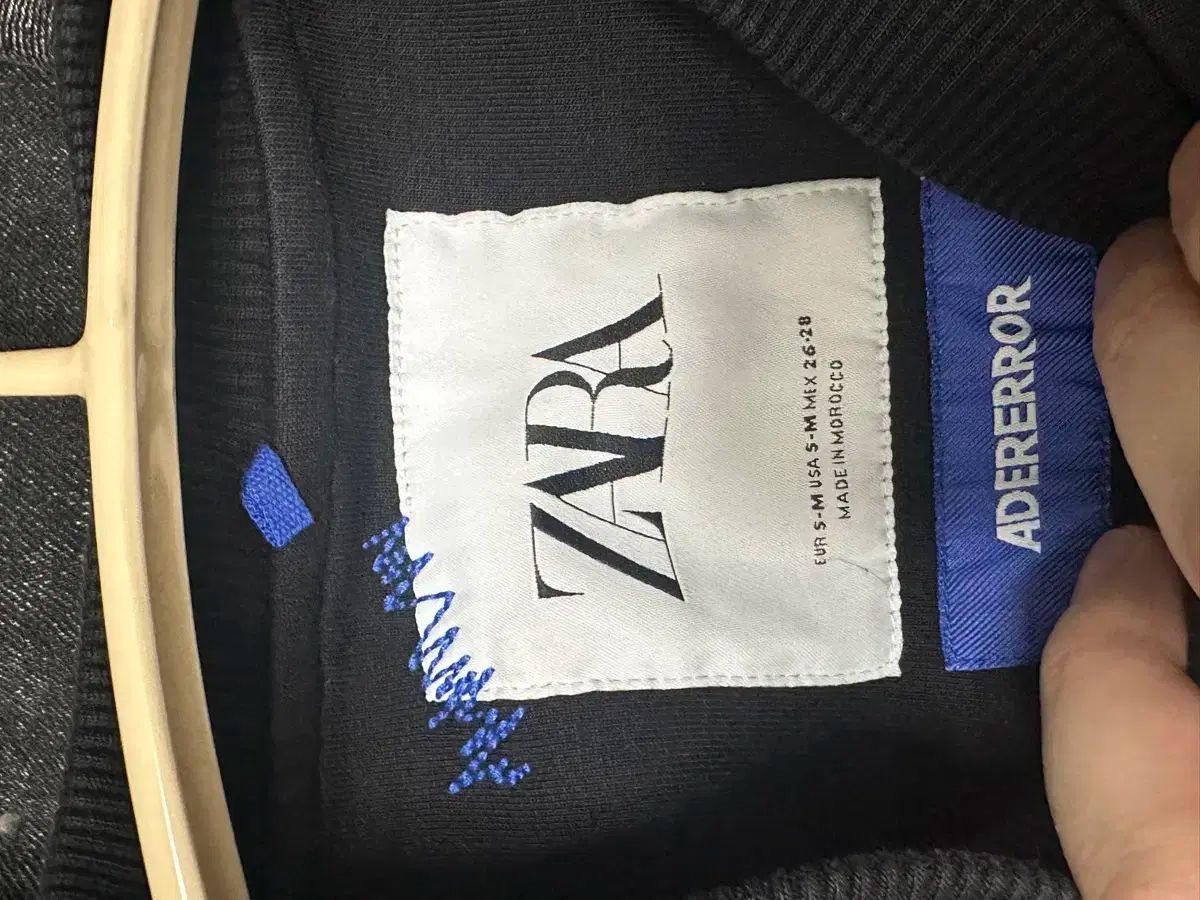 ZARA
EUR S-M USA S-M MEX 26-28
MADE IN MOROCCO
ADERERROR